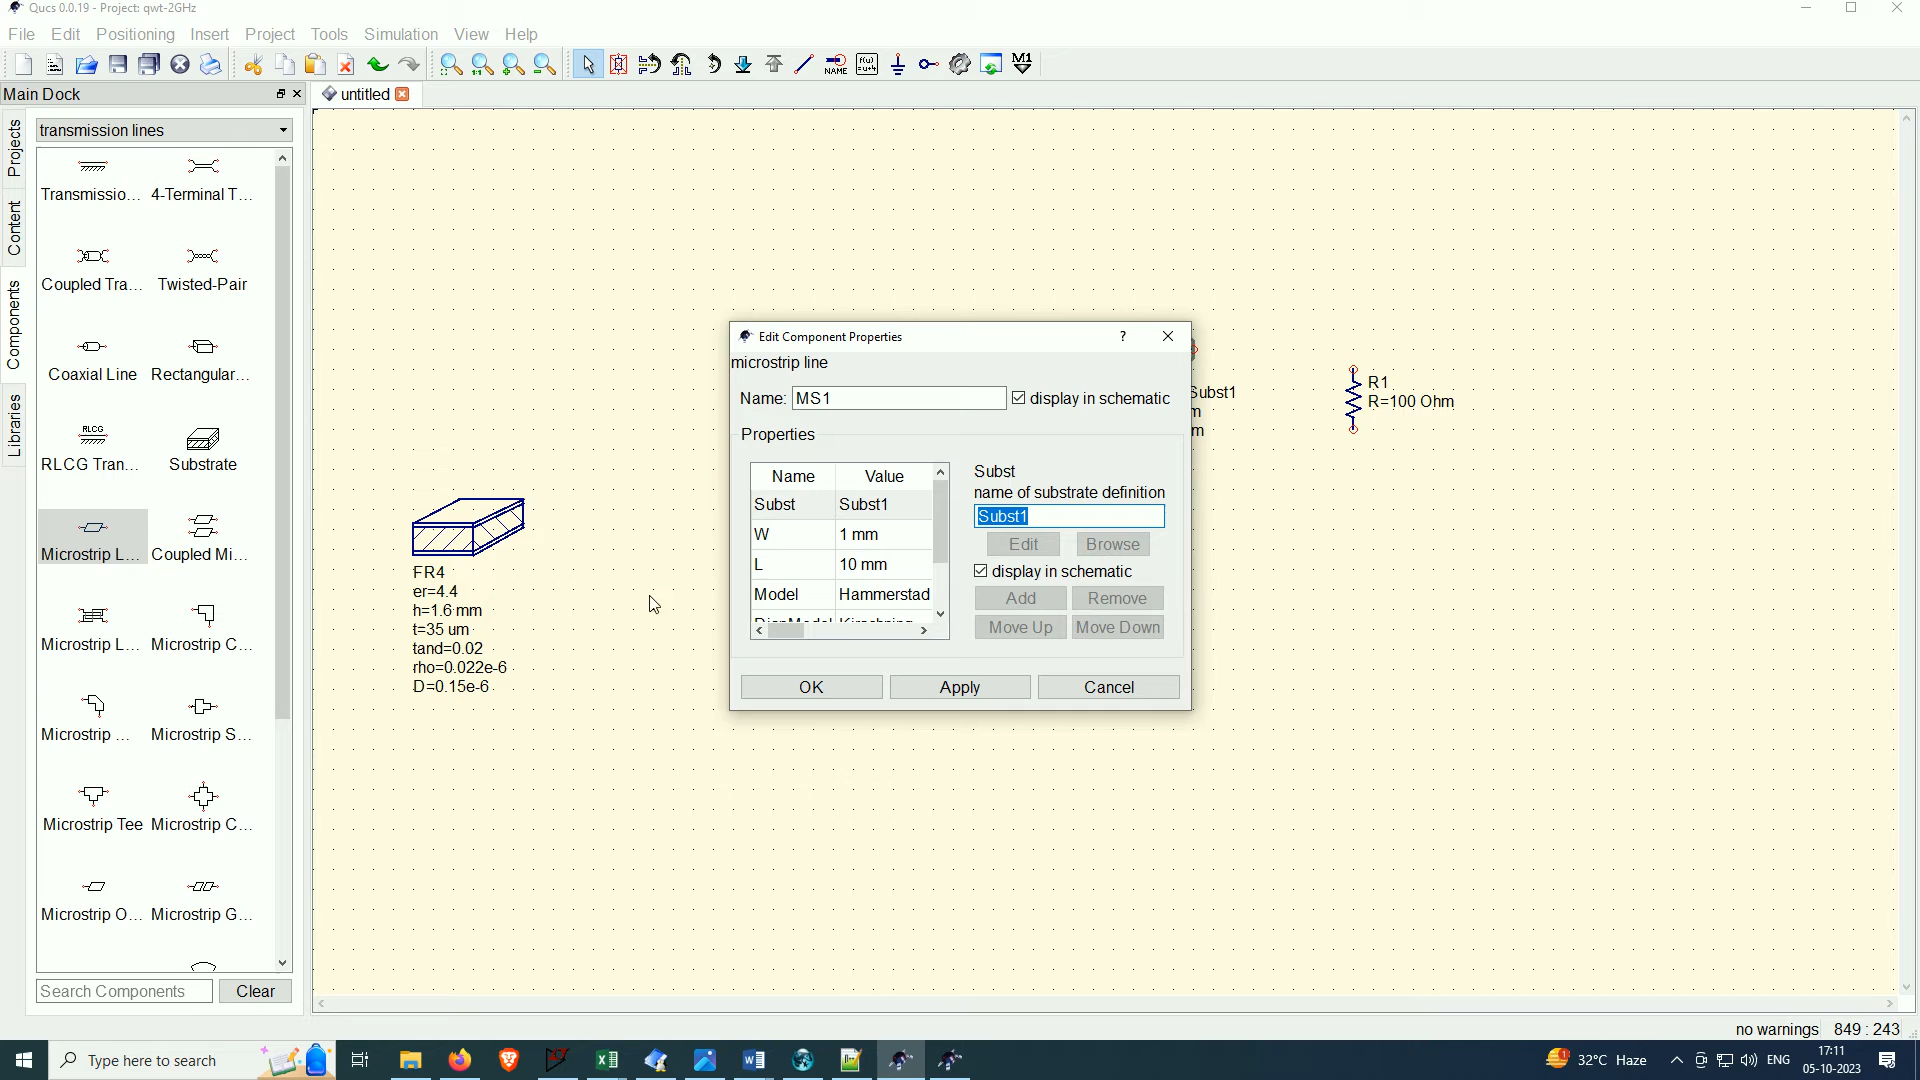 Qucs 0.0.19 - Project: qwt-2GHz
File Edit Positioning Insert Project Tools Simulation View Help
NAME
M1
Main Dock
untitled
Projects
Content
Components
Libraries
transmission lines
Transmissio... 4-Terminal T...
Coupled Tra... Twisted-Pair
Coaxial Line Rectangular...
RLCG
RLCG Tran... Substrate
Microstrip L... Coupled Mi...
Microstrip L... Microstrip C...
Microstrip ... Microstrip S...
Microstrip Tee Microstrip C...
Microstrip O... Microstrip G...
Search Components Clear
FR4
er=4.4
h=1.6 mm
t=35 um
tand=0.02
rho=0.022e-6
D=0.15e-6
Edit Component Properties
microstrip line
Name: MS1 display in schematic
Properties
Name Value
Subst Subst1
W 1 mm
L 10 mm
Model Hammerstad
Subst
name of substrate definition
Subst1
Edit Browse
display in schematic
Add Remove
Move Up Move Down
OK Apply Cancel
Subst1
m
m
R1
R=100 Ohm
no warnings 849 : 243
Type here to search
32°C Haze
ENG
17:11
05-10-2023